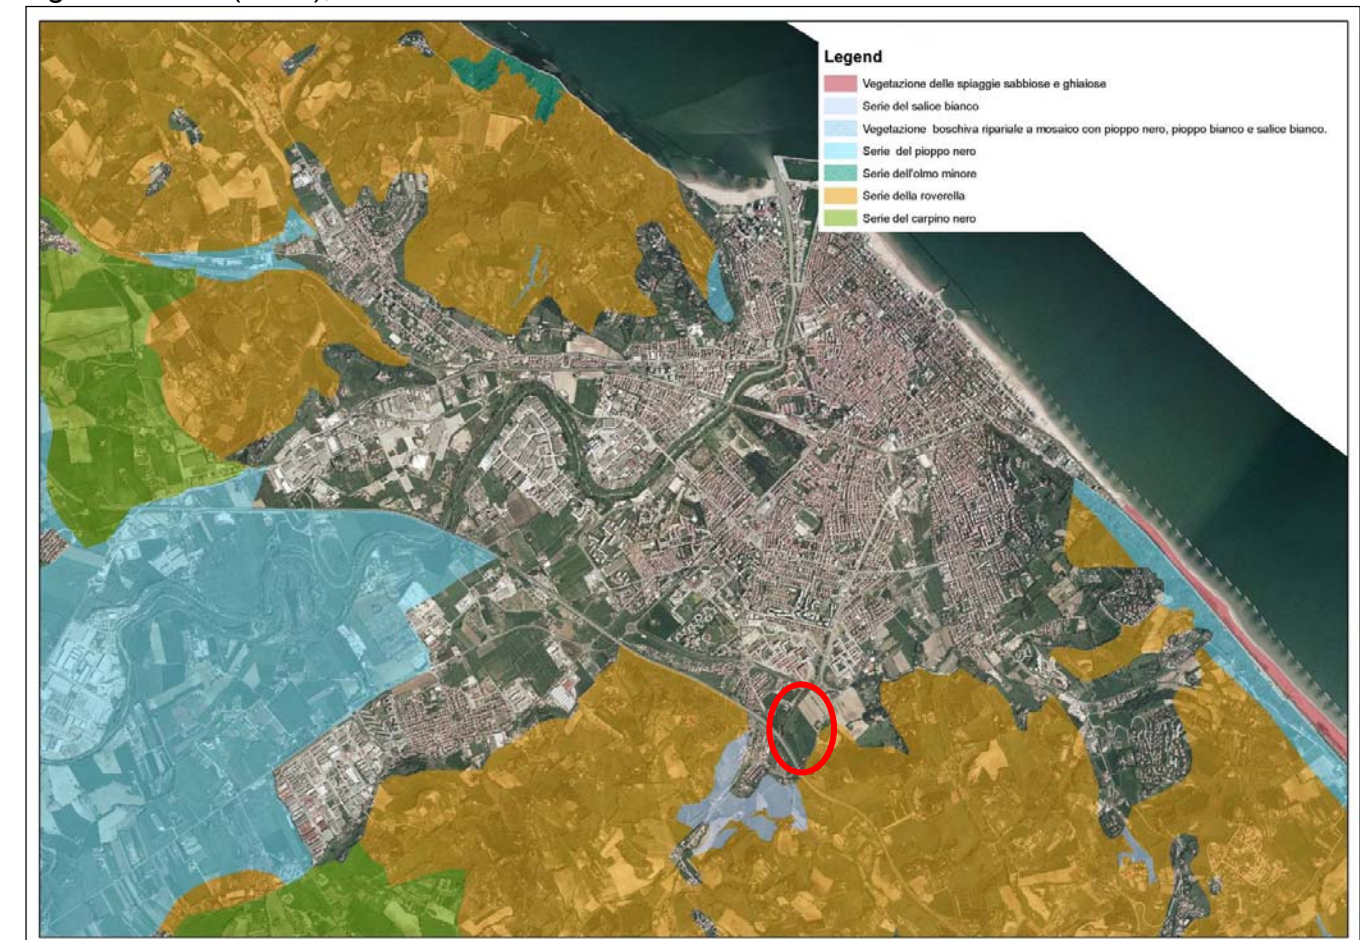 Legend
Vegetazione delle spiaggie sabbiose e ghiaiose
Serie del salice bianco
Vegetazione boschiva ripariale a mosaico con pioppo nero, pioppo bianco e salice bianco.
Serie del pioppo nero
Serie dell'olmo minore
Serie della roverella
Serie del carpino nero